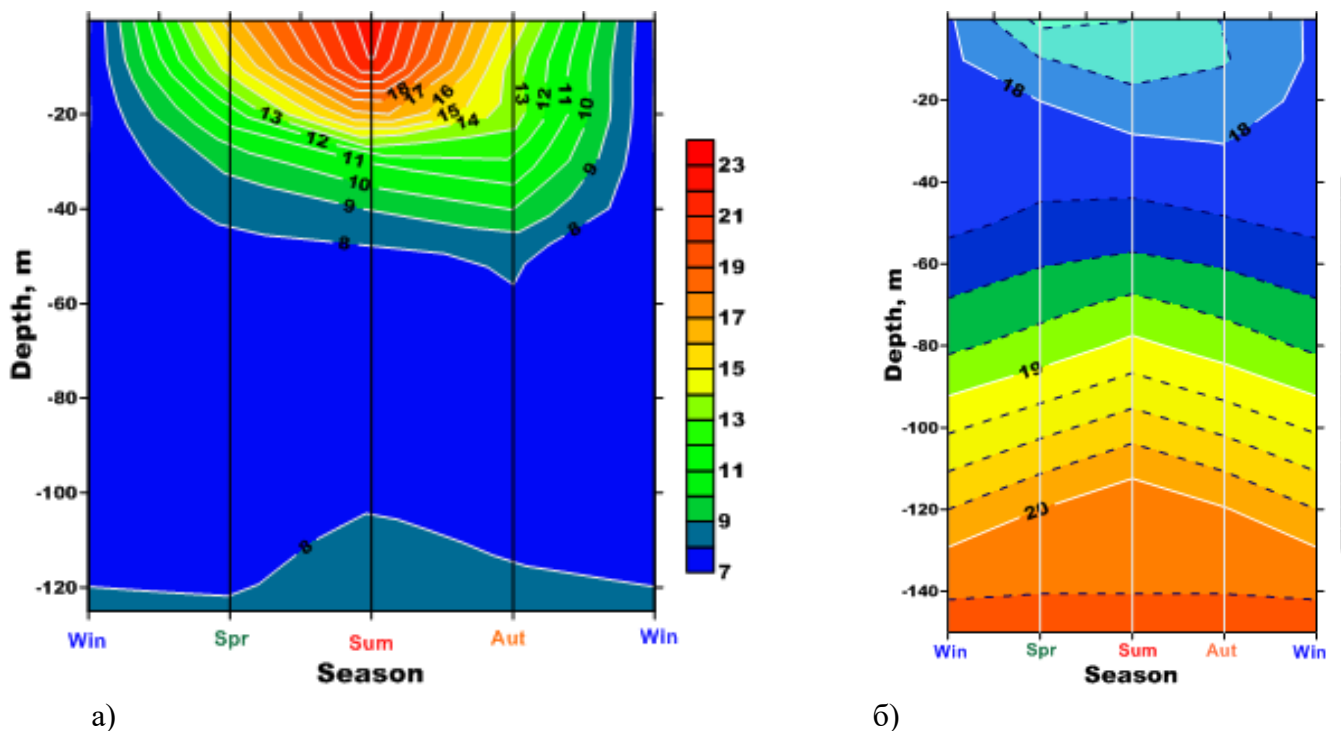 Depth, m
-20
-40
-60
-80
-100
-120
18
17
16
15
14
13
12
11
10
9
8
13
12
11
10
9
8
8
Win
Spr
Sum
Aut
Win
Season
23
21
19
17
15
13
11
9
7
а)
Depth, m
-20
-40
-60
-80
-100
-120
-140
18
18
19
20
Win
Spr
Sum
Aut
Win
Season
б)